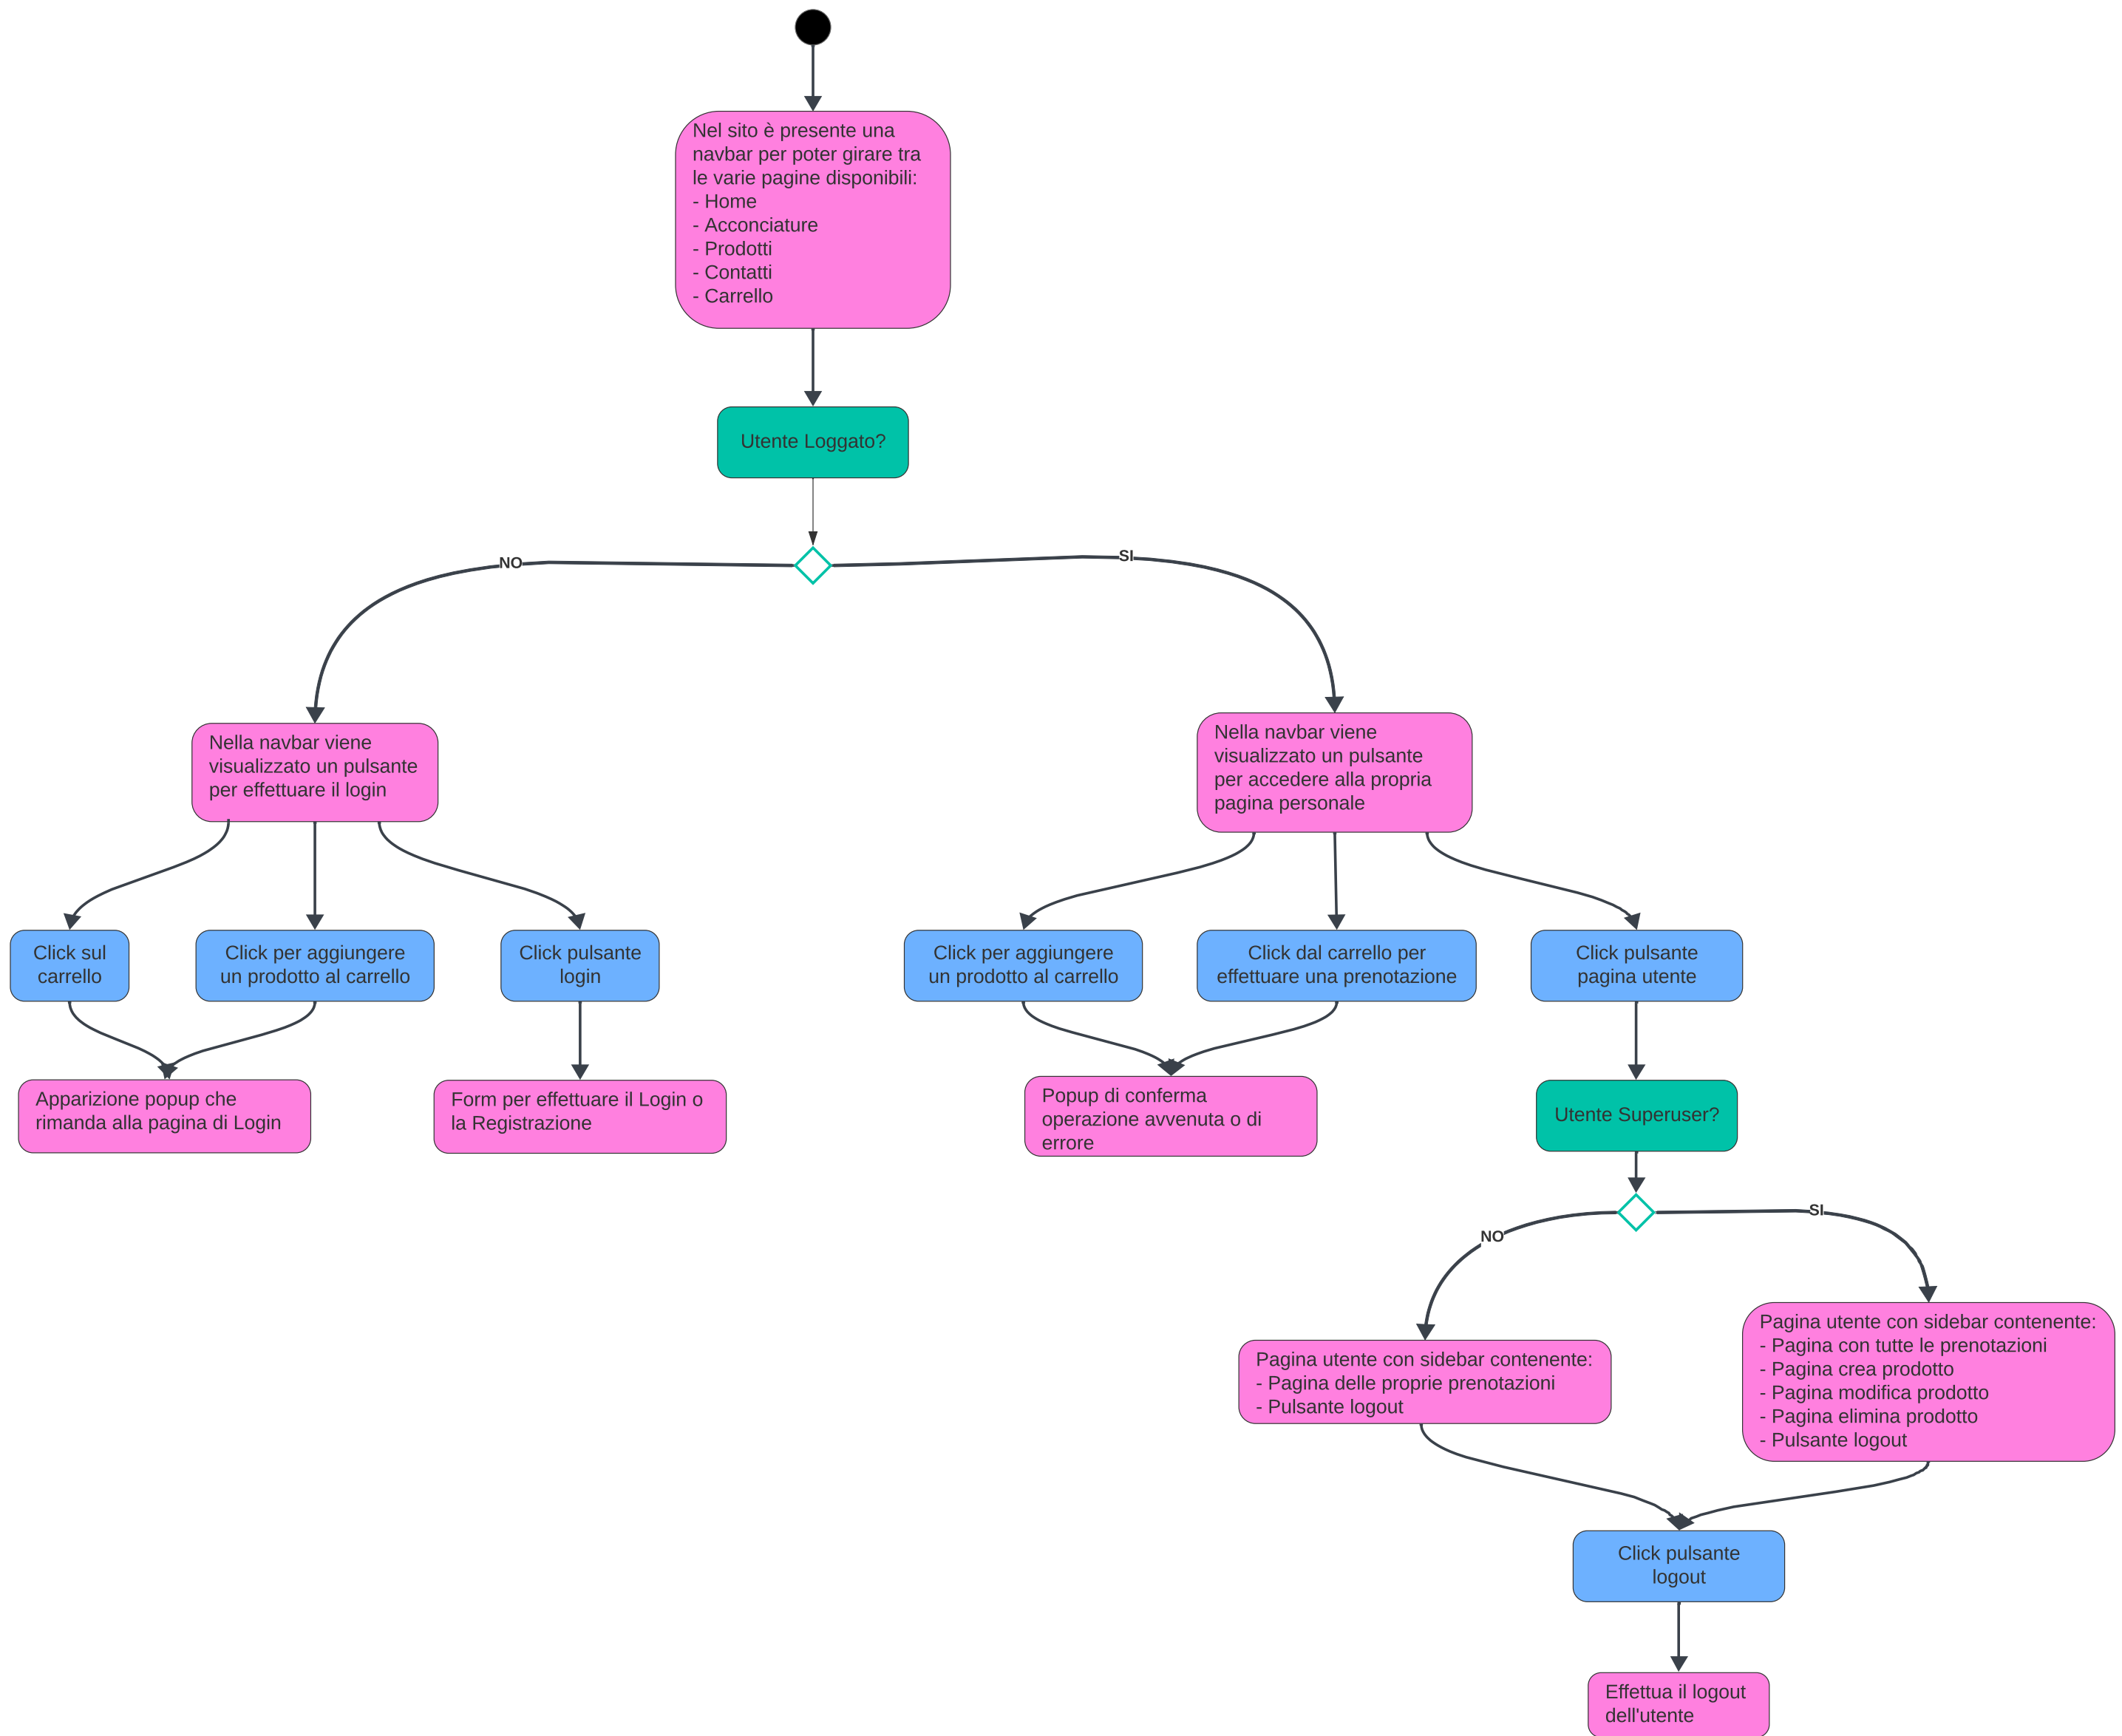 Nel sito è presente una
navbar per poter girare tra
le varie pagine disponibili:
- Home
- Acconciature
- Prodotti
- Contatti
- Carrello
Utente Loggato?
NO
SI
Nella navbar viene
visualizzato un pulsante
per effettuare il login
Nella navbar viene
visualizzato un pulsante
per accedere alla propria
pagina personale
Click sul
carrello
Click per aggiungere
un prodotto al carrello
Click pulsante
login
Click per aggiungere
un prodotto al carrello
Click dal carrello per
effettuare una prenotazione
Click pulsante
pagina utente
Apparizione popup che
rimanda alla pagina di Login
Form per effettuare il Login o
la Registrazione
Popup di conferma
operazione avvenuta o di
errore
Utente Superuser?
NO
SI
Pagina utente con sidebar contenente:
- Pagina delle proprie prenotazioni
- Pulsante logout
Pagina utente con sidebar contenente:
- Pagina con tutte le prenotazioni
- Pagina crea prodotto
- Pagina modifica prodotto
- Pagina elimina prodotto
- Pulsante logout
Click pulsante
logout
Effettua il logout
dell'utente